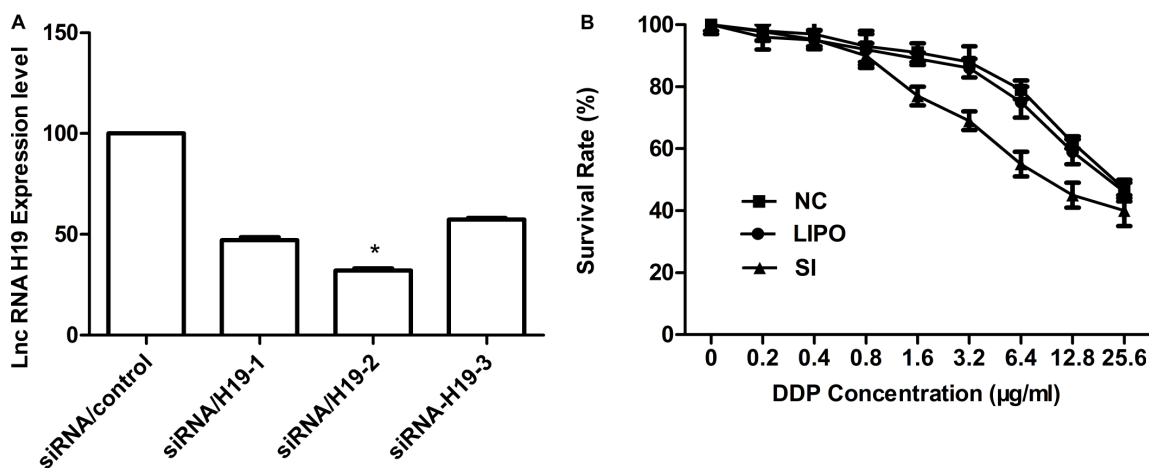 A
Lnc RNA H19 Expression level
150
100
50
0
*
siRNA/control
siRNA/H19-1
siRNA/H19-2
siRNA-H19-3
B
Survival Rate (%)
100
80
60
40
20
0
NC
LIPO
SI
0 0.2 0.4 0.8 1.6 3.2 6.4 12.8 25.6
DDP Concentration (µg/ml)